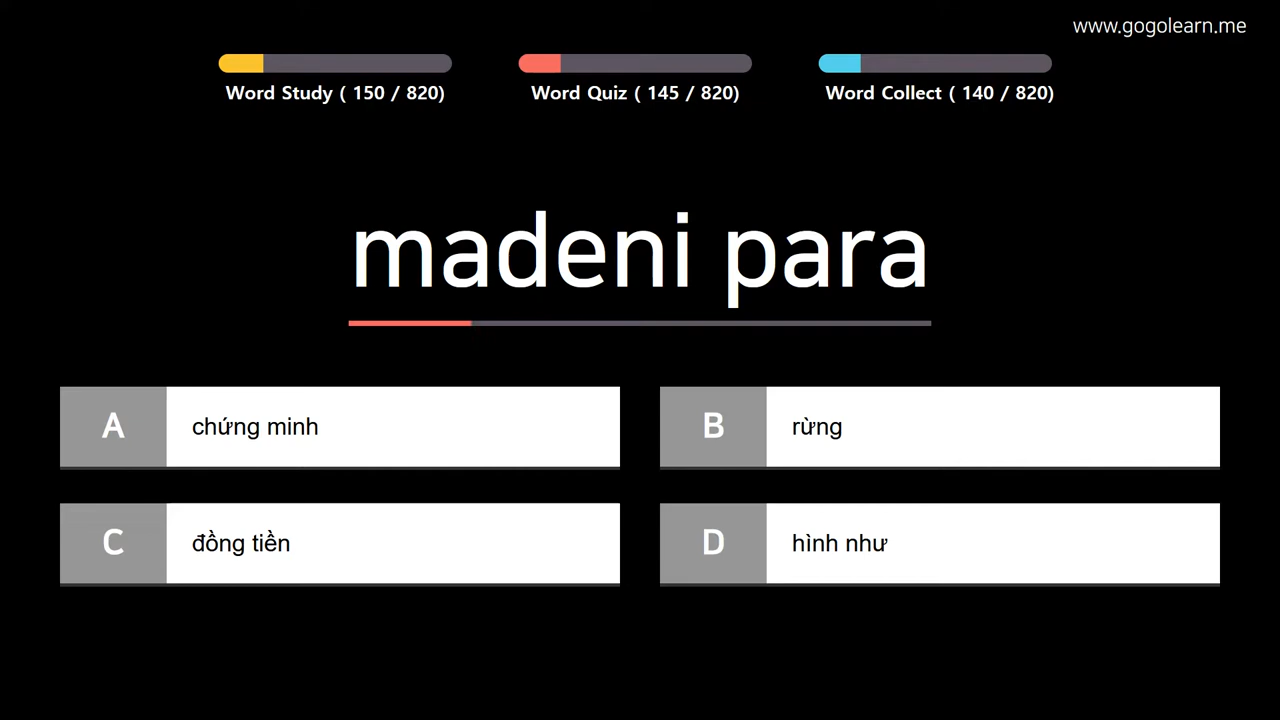 www.gogolearn.me
Word Study ( 150 / 820)
Word Quiz ( 145 / 820)
Word Collect ( 140 / 820)
madeni para
A
chứng minh
B
rừng
C
đồng tiền
D
hình như